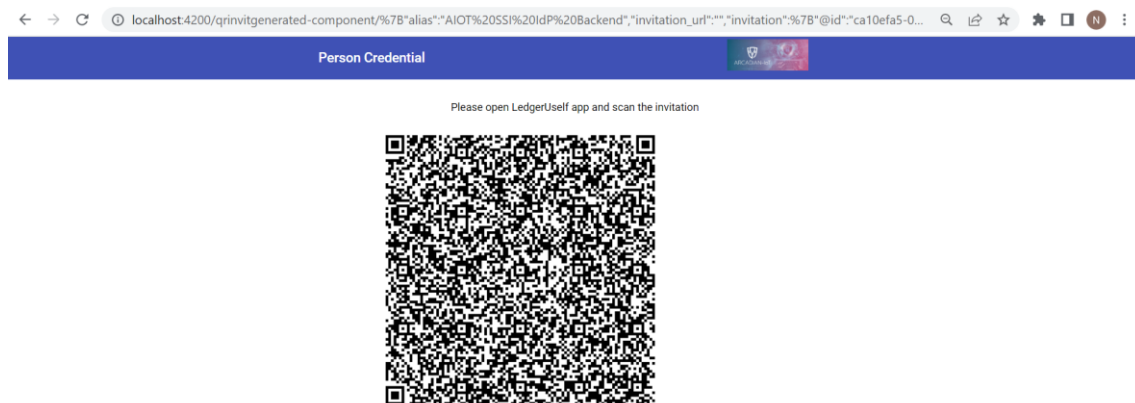 localhost:4200/qrinvitgenerated-component/%7B"alias":"AIOT%20SSI%20IdP%20Backend","invitation_url":"","invitation":%7B"@id":"ca10efa5-0...
N
Person Credential
Please open LedgerUself app and scan the invitation